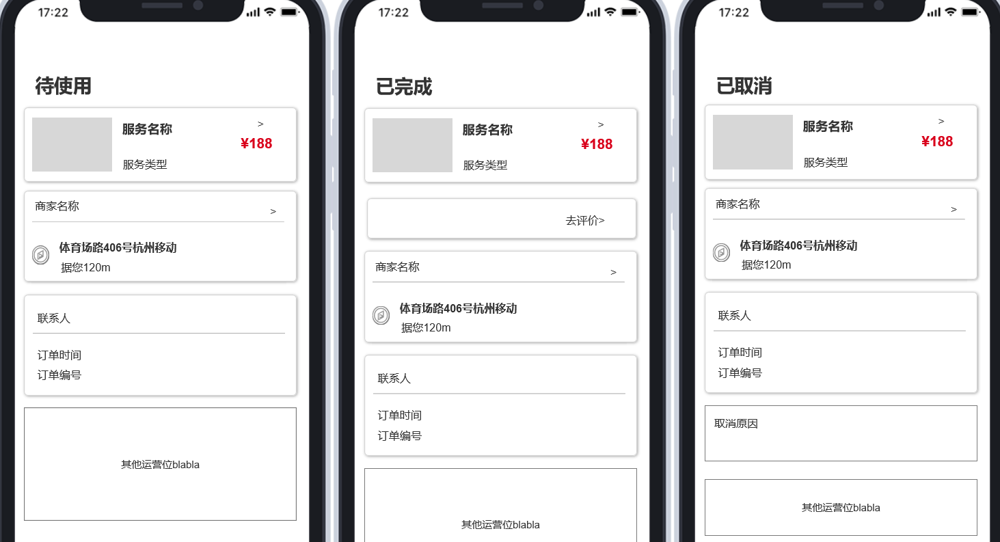 17:22
待使用
服务名称
>
¥188
服务类型
商家名称
>
体育场路406号杭州移动
据您120m
联系人
订单时间
订单编号
其他运营位blabla
17:22
已完成
服务名称
>
¥188
服务类型
去评价>
商家名称
>
体育场路406号杭州移动
据您120m
联系人
订单时间
订单编号
其他运营位blabla
17:22
已取消
服务名称
>
¥188
服务类型
商家名称
>
体育场路406号杭州移动
据您120m
联系人
订单时间
订单编号
取消原因
其他运营位blabla